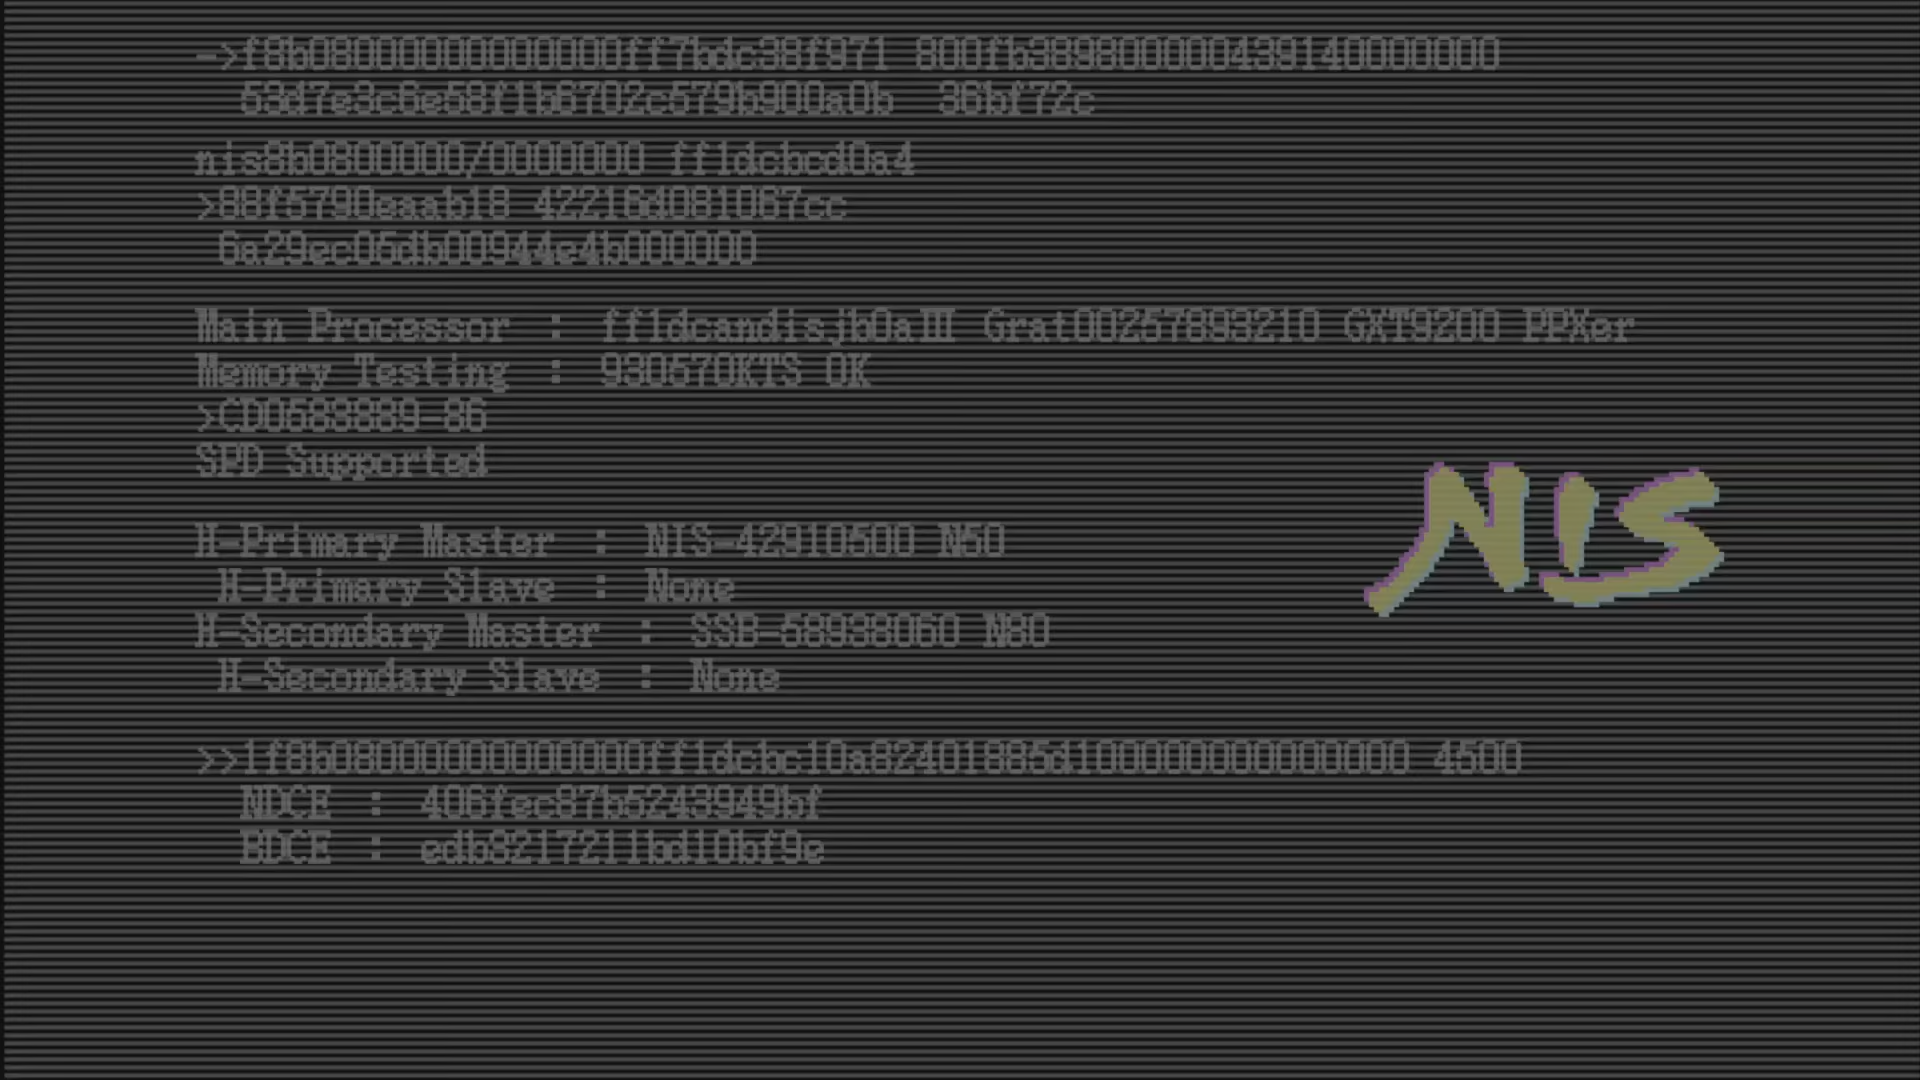 ->f8b0800000000000ff7bdc38f971 800fb3898000004391400000000
53d7e3c6e58f1b6702c579b900a0b 36bf72c
nis8b0800000/0000000 ff1dcbcd0a4
>88f5790eaab18 42216d081067cc
6a29ec05db00944e4b000000
Main Processor : ff1dcandisjb0aIII Grat00257893210 GXT9200 PPXer
Memory Testing : 930570KTS OK
>CD0583889-86
SPD Supported
NIS
H-Primary Master : NIS-42910500 N50
H-Primary Slave : None
H-Secondary Master : SSB-58938060 N80
H-Secondary Slave : None
>>1f8b0800000000000ff1dcbc10a82401885d100000000000000 4500
NDCE : 406fec87b5243949bf
BDCE : edb8217211bd10bf9e